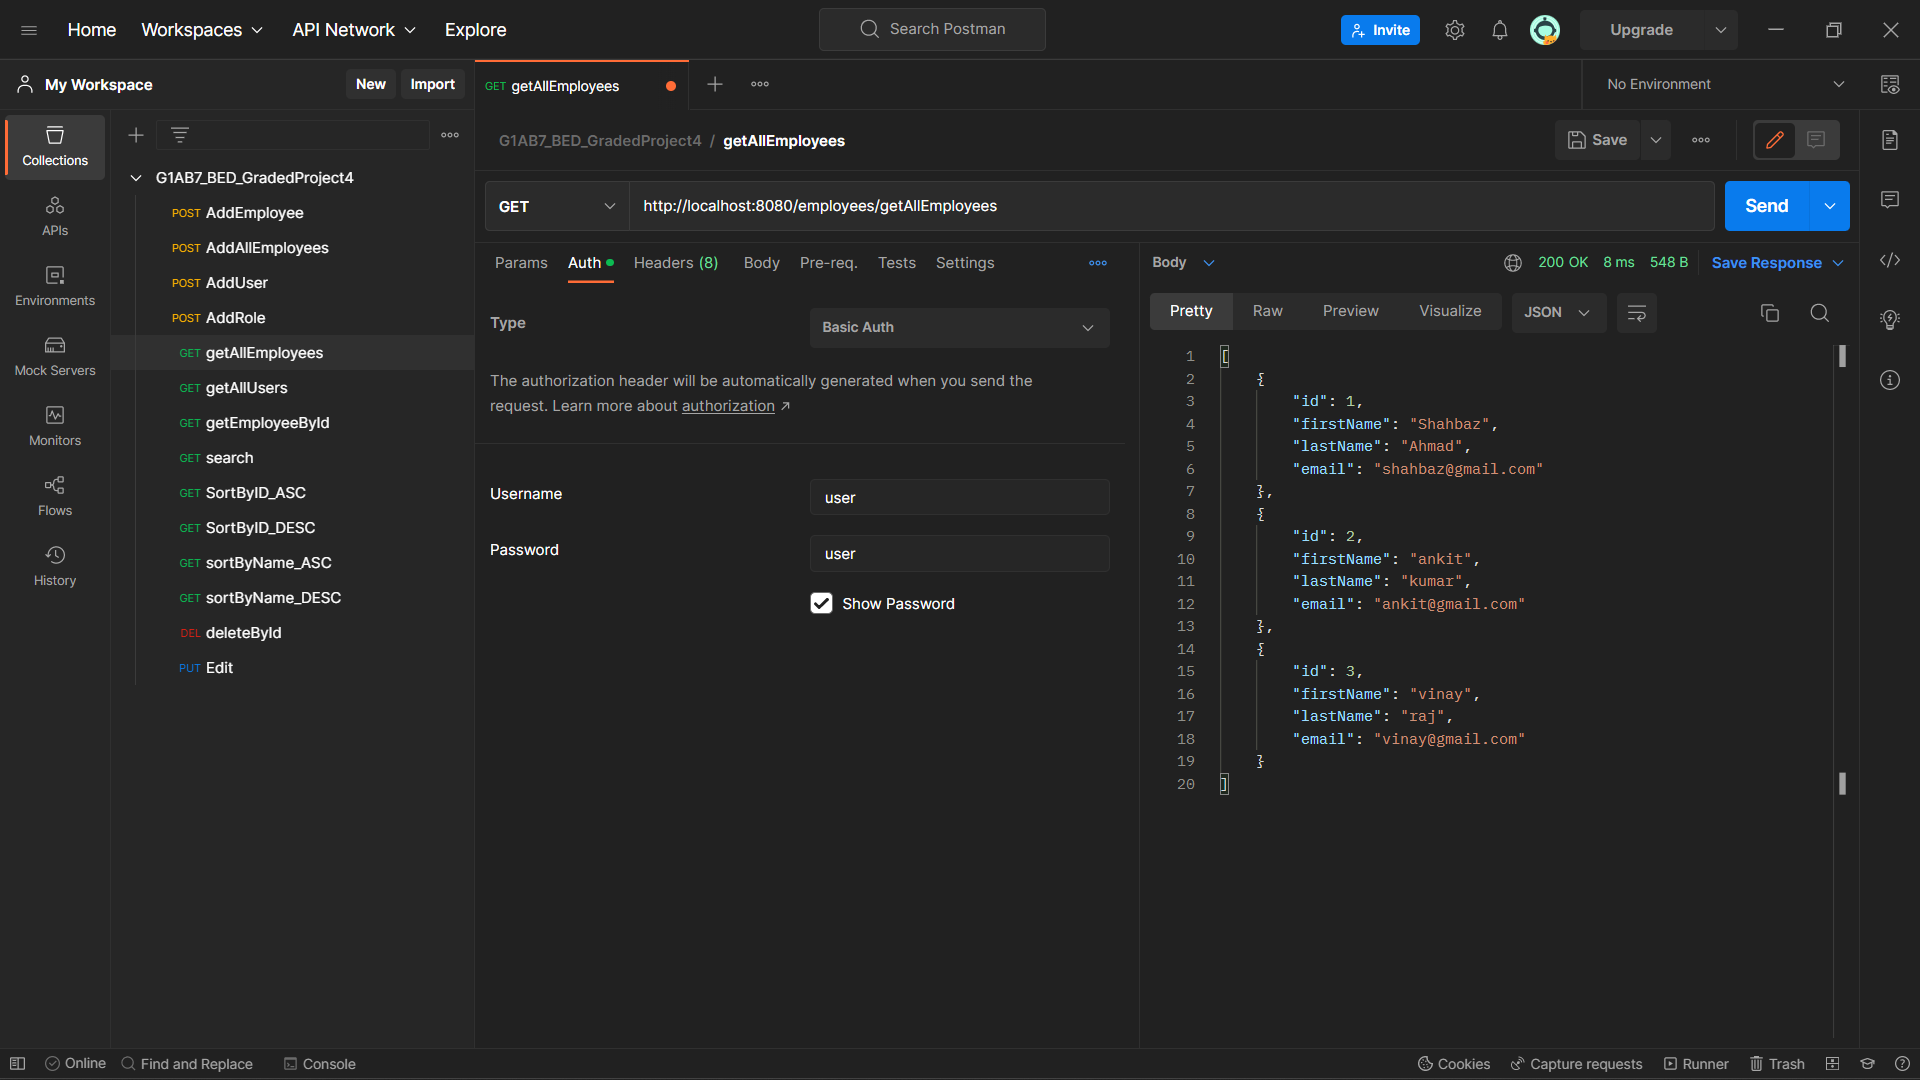 Home
Workspaces
API Network
Explore
Search Postman
Invite
Upgrade
My Workspace
New
Import
GET getAllEmployees
No Environment
Collections
APIs
Environments
Mock Servers
Monitors
Flows
History
G1AB7_BED_GradedProject4
POST AddEmployee
POST AddAllEmployees
POST AddUser
POST AddRole
GET getAllEmployees
GET getAllUsers
GET getEmployeeById
GET search
GET SortByID_ASC
GET SortByID_DESC
GET sortByName_ASC
GET sortByName_DESC
DEL deleteById
PUT Edit
G1AB7_BED_GradedProject4 / getAllEmployees
Save
GET
http://localhost:8080/employees/getAllEmployees
Send
Params
Auth
Headers (8)
Body
Pre-req.
Tests
Settings
Type
Basic Auth
The authorization header will be automatically generated when you send the
request. Learn more about authorization ↗
Username
user
Password
user
Show Password
Body
200 OK
8 ms
548 B
Save Response
Pretty
Raw
Preview
Visualize
JSON
1 [
2 {
3 "id": 1,
4 "firstName": "Shahbaz",
5 "lastName": "Ahmad",
6 "email": "shahbaz@gmail.com"
7 },
8 {
9 "id": 2,
10 "firstName": "ankit",
11 "lastName": "kumar",
12 "email": "ankit@gmail.com"
13 },
14 {
15 "id": 3,
16 "firstName": "vinay",
17 "lastName": "raj",
18 "email": "vinay@gmail.com"
19 }
20 ]
Online
Find and Replace
Console
Cookies
Capture requests
Runner
Trash